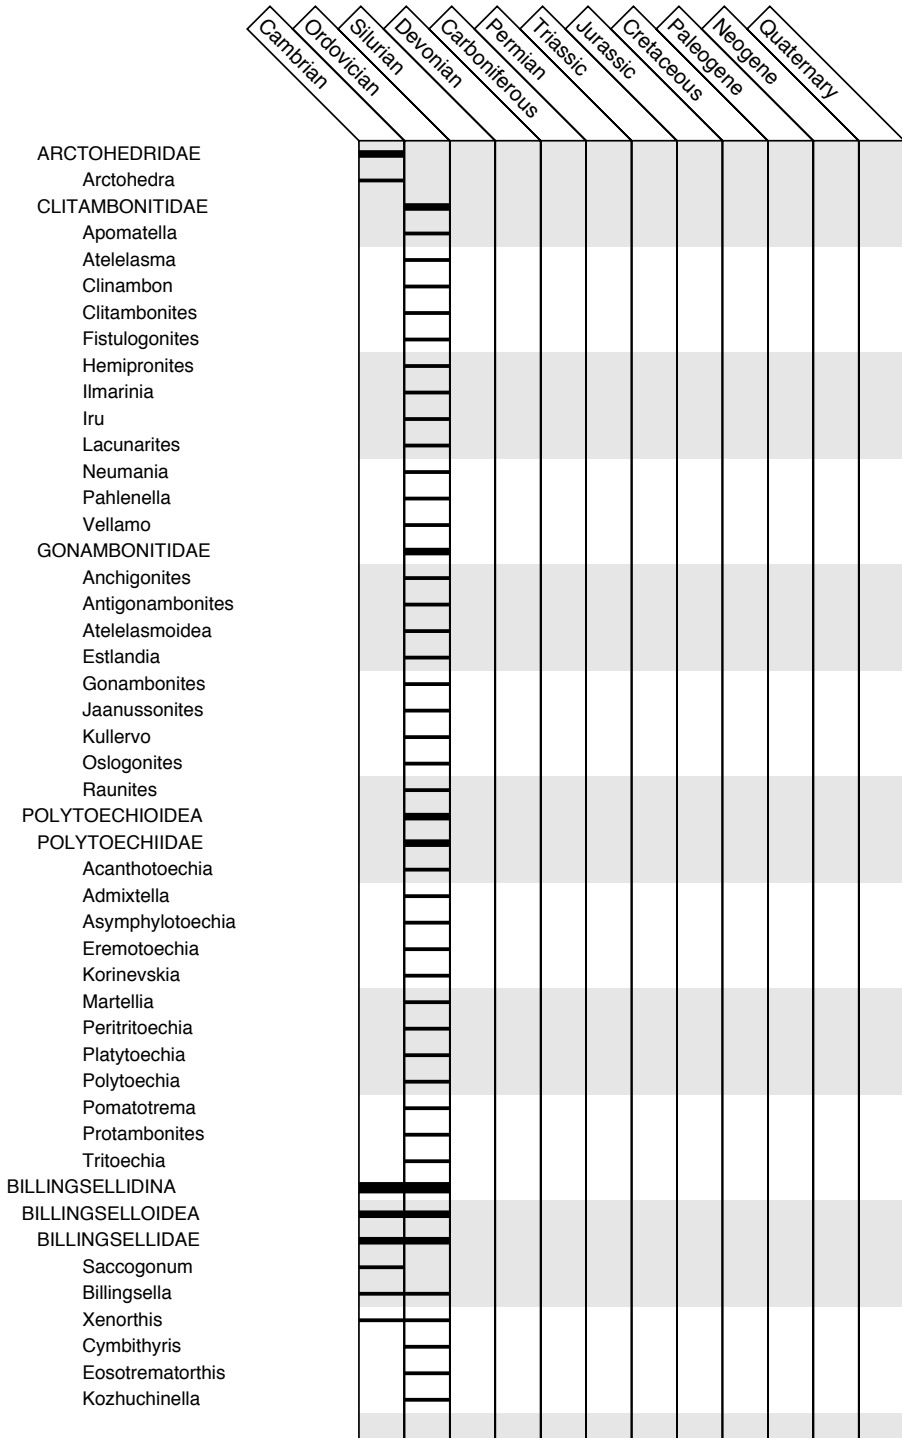 Cambrian
Ordovician
Silurian
Devonian
Carboniferous
Permian
Triassic
Jurassic
Cretaceous
Paleogene
Neogene
Quaternary
ARCTOHEDRIDAE
Arctohedra
CLITAMBONITIDAE
Apomatella
Atelelasma
Clinambon
Clitambonites
Fistulogonites
Hemipronites
Ilmarinia
Iru
Lacunarites
Neumania
Pahlenella
Vellamo
GONAMBONITIDAE
Anchigonites
Antigonambonites
Atelelasmoidea
Estlandia
Gonambonites
Jaanussonites
Kullervo
Oslogonites
Raunites
POLYTOECHIOIDEA
POLYTOECHIIDAE
Acanthotoechia
Admixtella
Asymphylotoechia
Eremotoechia
Korinevskia
Martellia
Peritritoechia
Platytoechia
Polytoechia
Pomatotrema
Protambonites
Tritoechia
BILLINGSELLIDINA
BILLINGSELLOIDEA
BILLINGSELLIDAE
Saccogonum
Billingsella
Xenorthis
Cymbithyris
Eosotrematorthis
Kozhuchinella